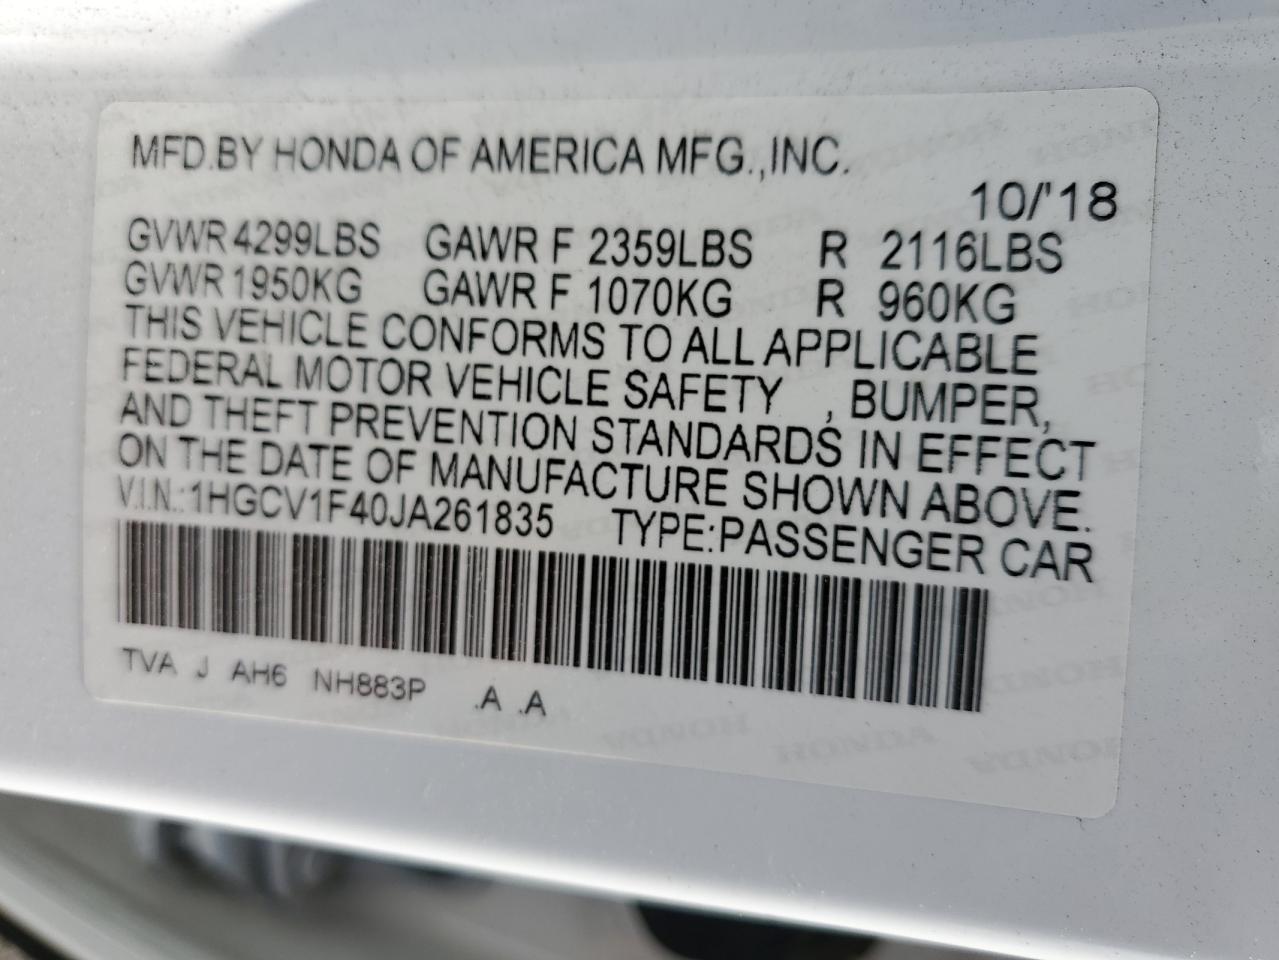 MFD.BY HONDA OF AMERICA MFG.,INC.
10/'18
GVWR 4299LBS GAWR F 2359LBS R 2116LBS
GVWR 1950KG GAWR F 1070KG R 960KG
THIS VEHICLE CONFORMS TO ALL APPLICABLE
FEDERAL MOTOR VEHICLE SAFETY , BUMPER,
AND THEFT PREVENTION STANDARDS IN EFFECT
ON THE DATE OF MANUFACTURE SHOWN ABOVE.
V.I.N.:1HGCV1F40JA261835 TYPE:PASSENGER CAR
TVA J AH6 NH883P .A .A